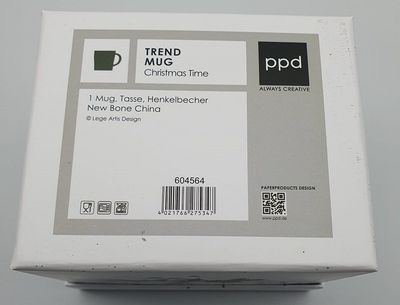 TREND
MUG
Christmas Time
ppd
ALWAYS CREATIVE
1 Mug, Tasse, Henkelbecher
New Bone China
© Lege Artis Design
604564
4 021766 275347
PAPERPRODUCTS DESIGN
www.ppd.de